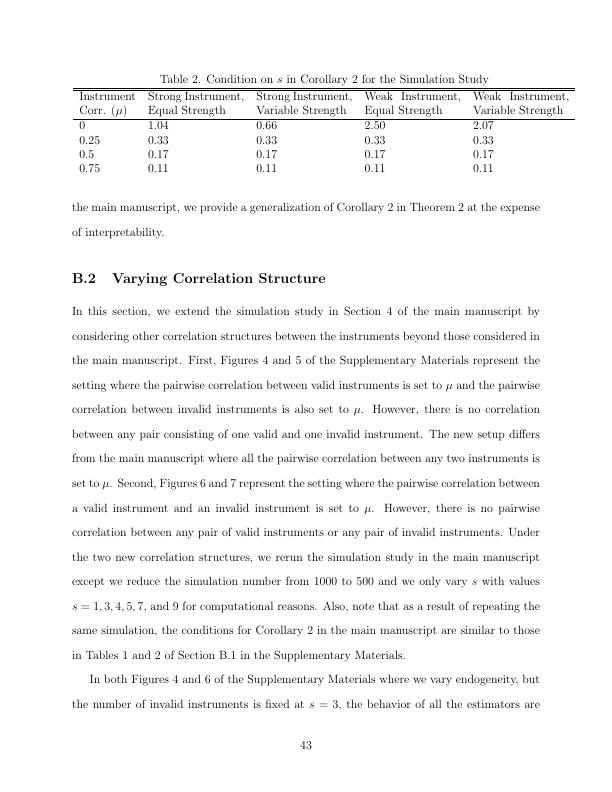 Table 2. Condition on s in Corollary 2 for the Simulation Study
Instrument Strong Instrument, Strong Instrument, Weak Instrument, Weak Instrument,
Corr. (μ) Equal Strength Variable Strength Equal Strength Variable Strength
0 1.04 0.66 2.50 2.07
0.25 0.33 0.33 0.33 0.33
0.5 0.17 0.17 0.17 0.17
0.75 0.11 0.11 0.11 0.11
the main manuscript, we provide a generalization of Corollary 2 in Theorem 2 at the expense
of interpretability.
B.2 Varying Correlation Structure
In this section, we extend the simulation study in Section 4 of the main manuscript by
considering other correlation structures between the instruments beyond those considered in
the main manuscript. First, Figures 4 and 5 of the Supplementary Materials represent the
setting where the pairwise correlation between valid instruments is set to μ and the pairwise
correlation between invalid instruments is also set to μ. However, there is no correlation
between any pair consisting of one valid and one invalid instrument. The new setup differs
from the main manuscript where all the pairwise correlation between any two instruments is
set to μ. Second, Figures 6 and 7 represent the setting where the pairwise correlation between
a valid instrument and an invalid instrument is set to μ. However, there is no pairwise
correlation between any pair of valid instruments or any pair of invalid instruments. Under
the two new correlation structures, we rerun the simulation study in the main manuscript
except we reduce the simulation number from 1000 to 500 and we only vary s with values
s = 1, 3, 4, 5, 7, and 9 for computational reasons. Also, note that as a result of repeating the
same simulation, the conditions for Corollary 2 in the main manuscript are similar to those
in Tables 1 and 2 of Section B.1 in the Supplementary Materials.
In both Figures 4 and 6 of the Supplementary Materials where we vary endogeneity, but
the number of invalid instruments is fixed at s = 3, the behavior of all the estimators are
43